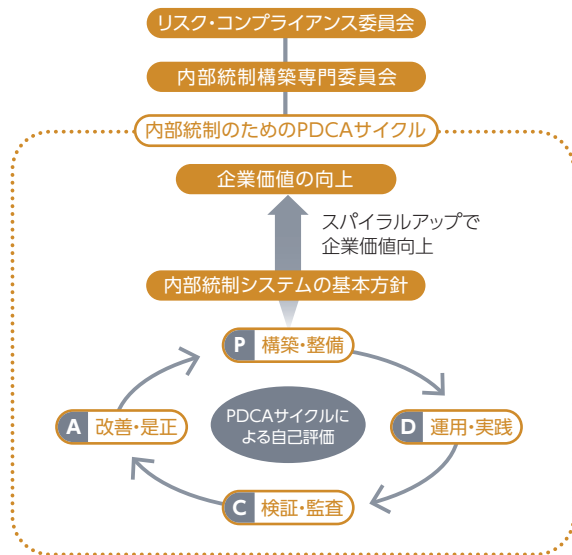 リスク・コンプライアンス委員会
内部統制構築専門委員会
内部統制のためのPDCAサイクル
企業価値の向上
スパイラルアップで
企業価値向上
内部統制システムの基本方針
P 構築・整備
A 改善・是正
PDCAサイクルに
よる自己評価
D 運用・実践
C 検証・監査